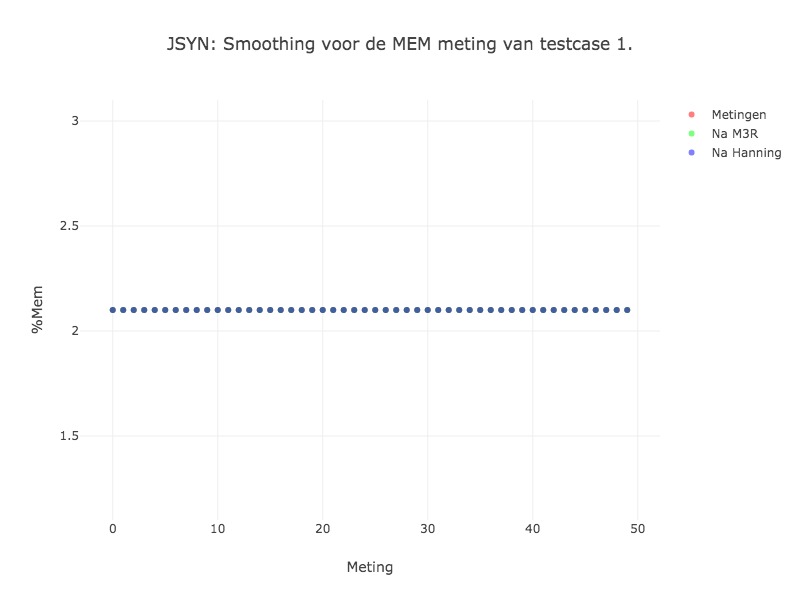 JSYN: Smoothing voor de MEM meting van testcase 1.
Metingen
Na M3R
Na Hanning
3
2.5
2
1.5
%Mem
0 10 20 30 40 50
Meting